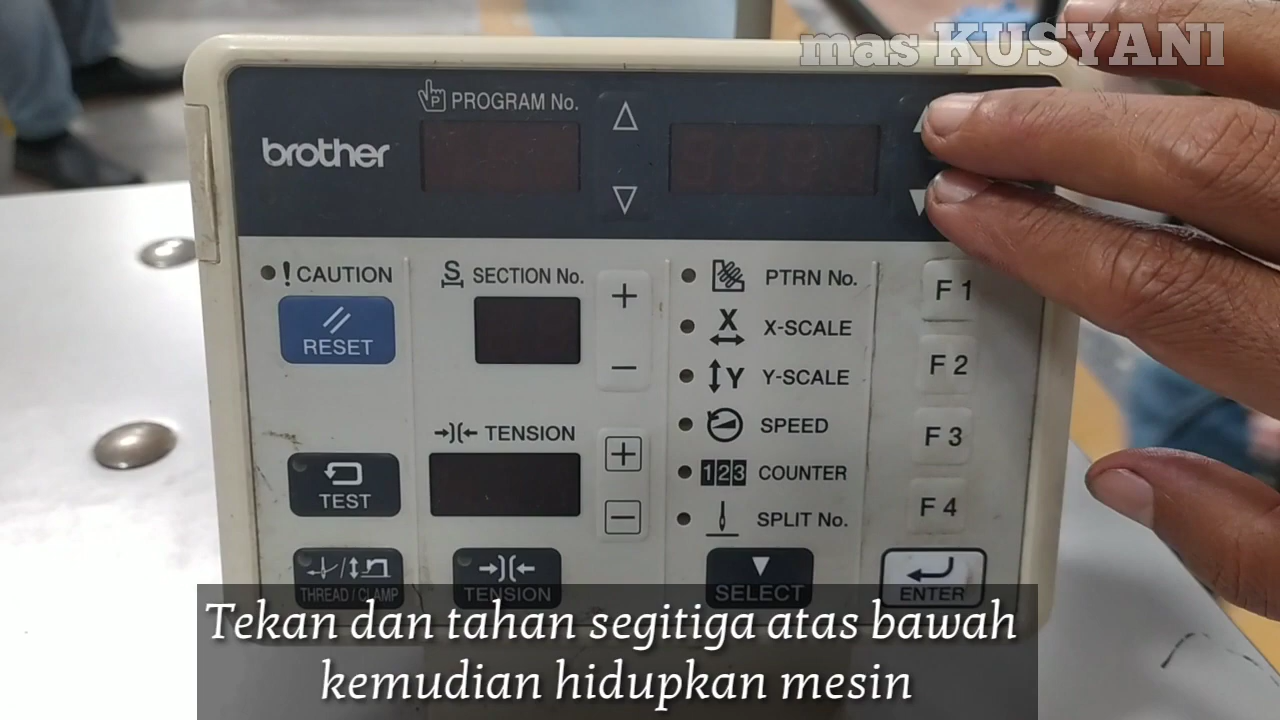 mas KUSYANI
PROGRAM No.
brother
! CAUTION
RESET
SECTION No.
+
-
PTRN No.
X-SCALE
Y-SCALE
SPEED
123 COUNTER
SPLIT No.
F1
F2
F3
F4
TENSION
+
-
TEST
THREAD / CLAMP
TENSION
SELECT
ENTER
Tekan dan tahan segitiga atas bawah
kemudian hidupkan mesin